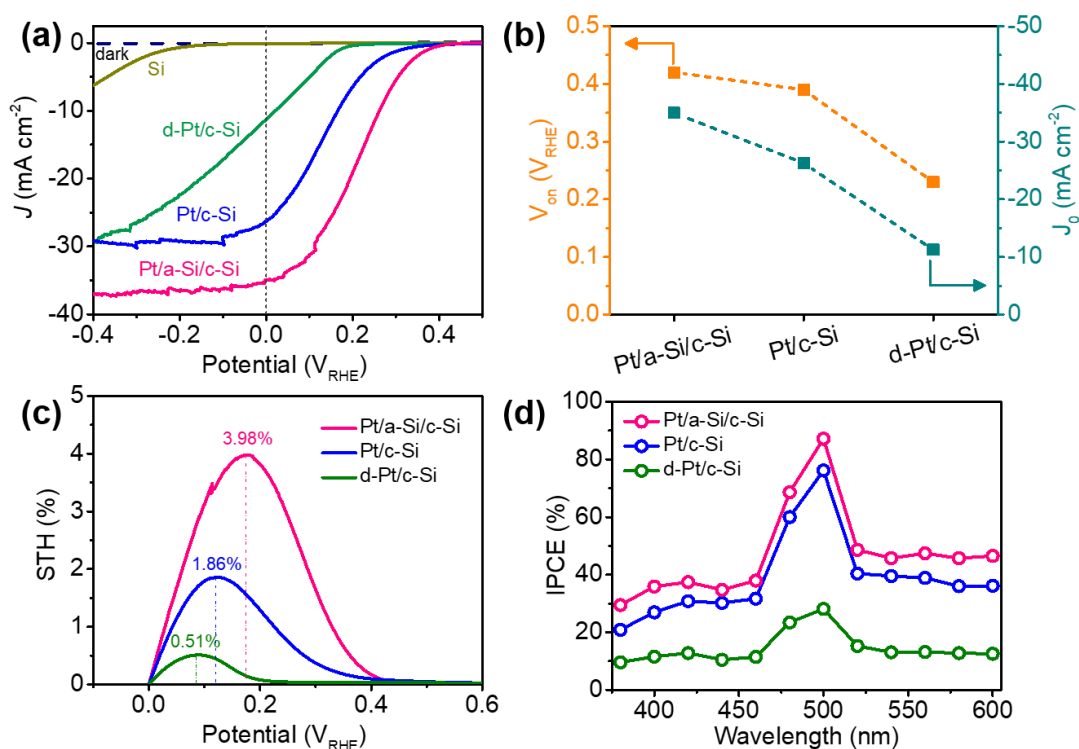 (a)
0
-10
-20
-30
-40
J (mA cm-2)
dark
Si
d-Pt/c-Si
Pt/c-Si
Pt/a-Si/c-Si
-0.4
-0.2
0.0
0.2
0.4
Potential (VRHE)
(b)
0.5
0.4
0.3
0.2
0.1
0.0
Von (VRHE)
-50
-40
-30
-20
-10
0
J0 (mA cm-2)
Pt/a-Si/c-Si
Pt/c-Si
d-Pt/c-Si
(c)
5
4
3
2
1
0
STH (%)
3.98%
1.86%
0.51%
Pt/a-Si/c-Si
Pt/c-Si
d-Pt/c-Si
0.0
0.2
0.4
0.6
Potential (VRHE)
(d)
100
80
60
40
20
0
IPCE (%)
Pt/a-Si/c-Si
Pt/c-Si
d-Pt/c-Si
400
450
500
550
600
Wavelength (nm)